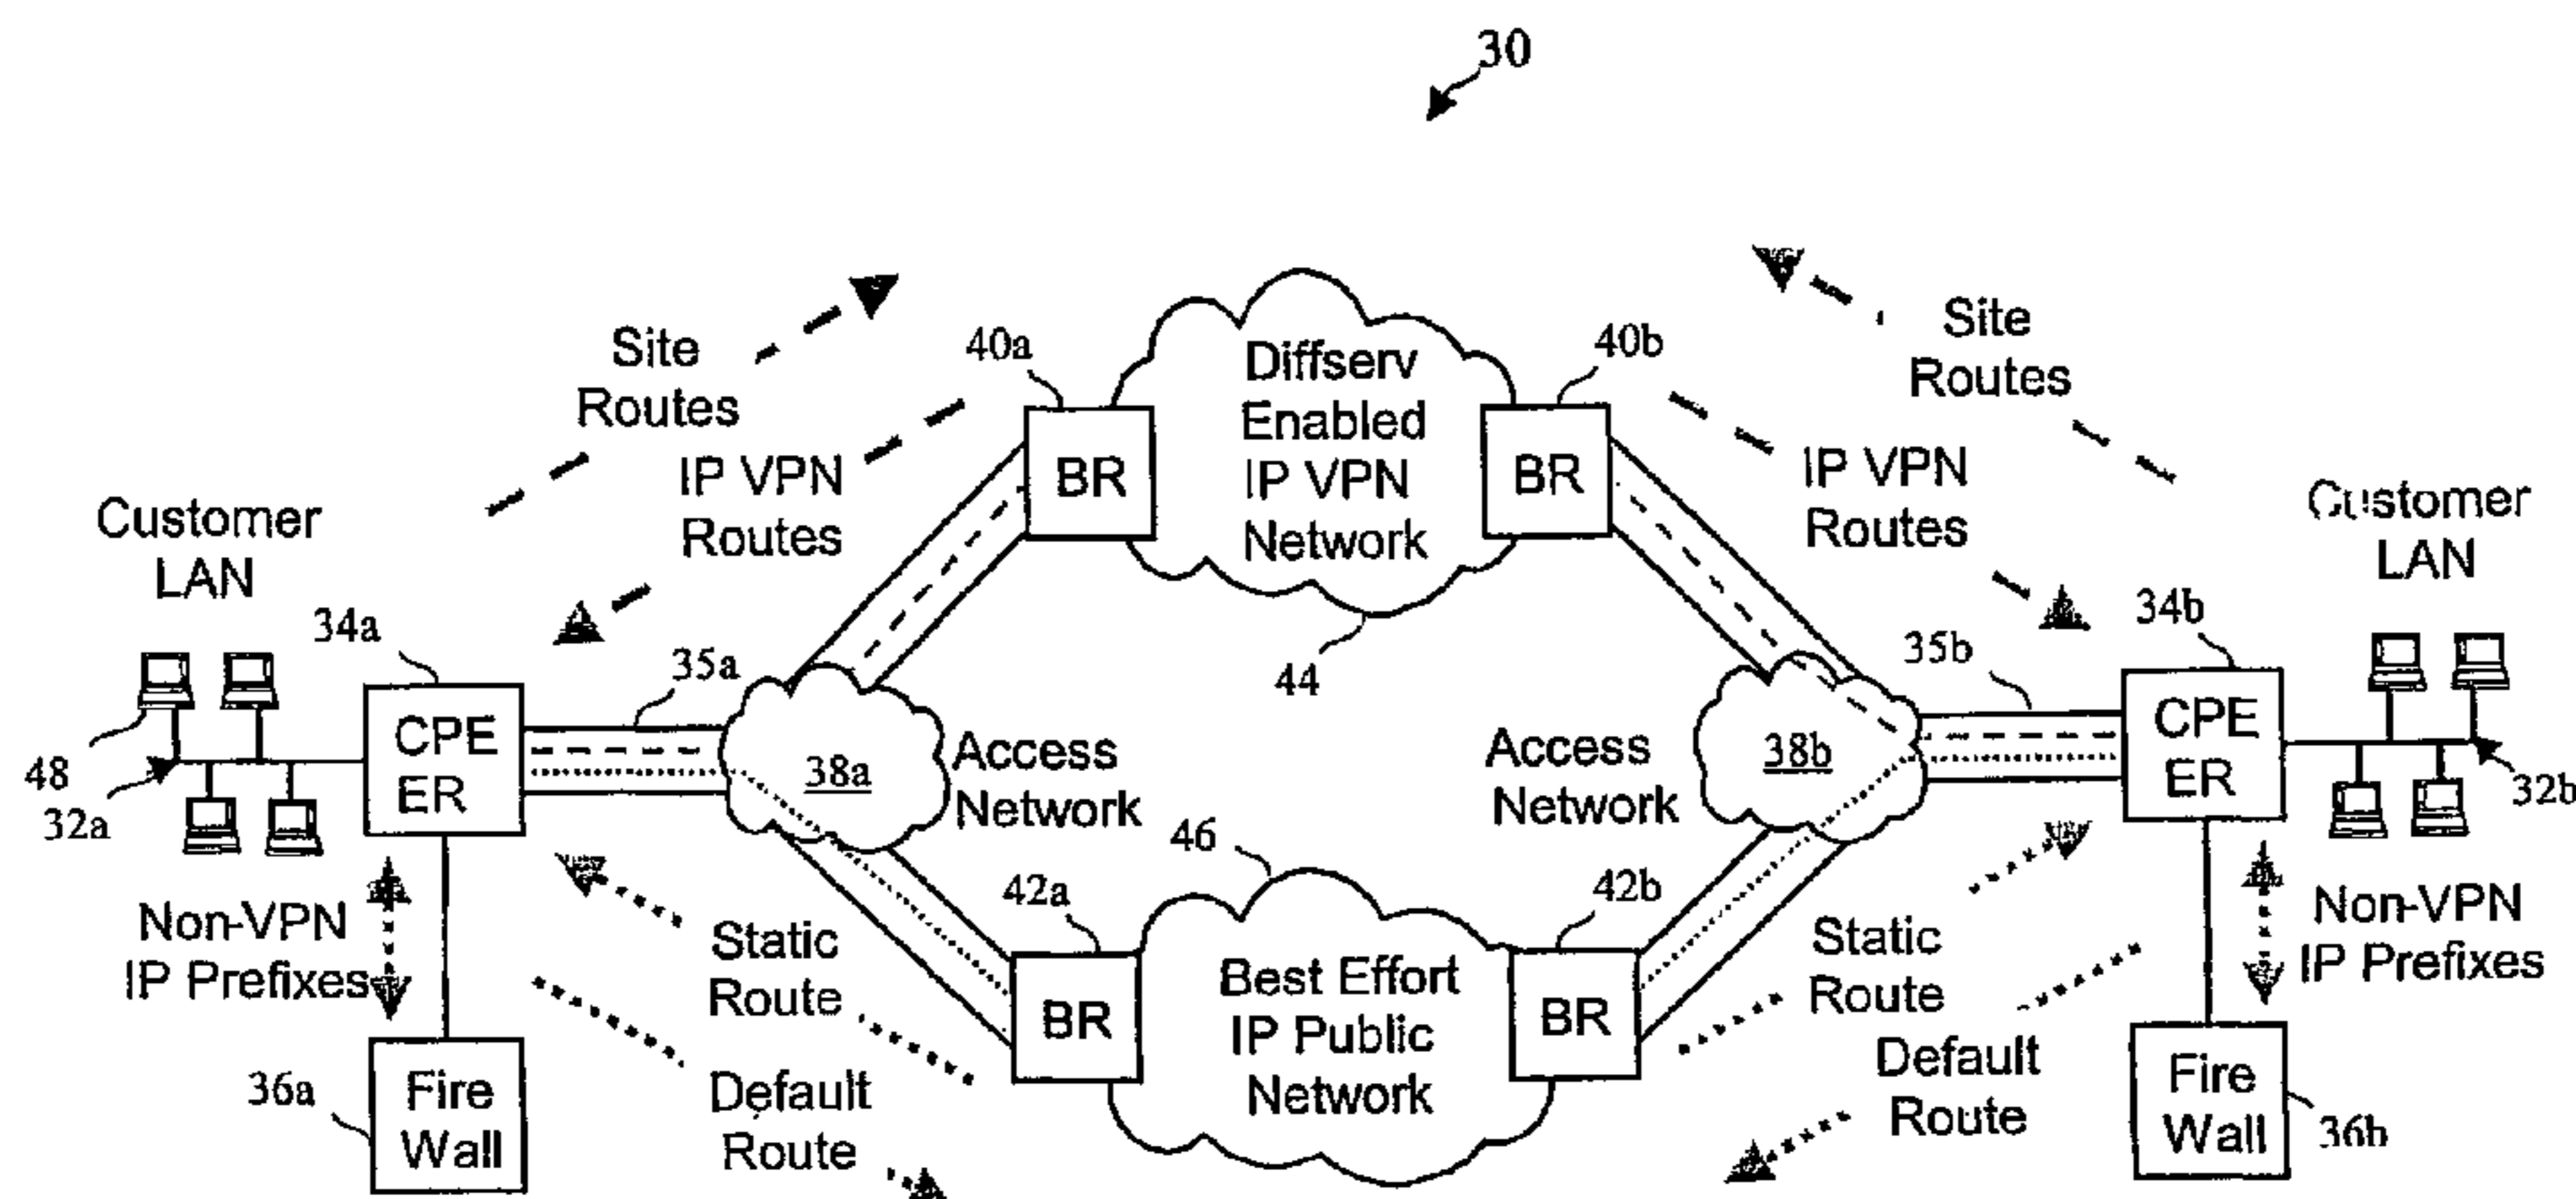 30
Site
Routes
40a
Diffserv
Enabled
IP VPN
Network
40b
Site
Routes
IP VPN
Routes
BR
BR
IP VPN
Routes
Customer
LAN
Customer
LAN
34a
35a
44
35b
34b
48
32a
CPE
ER
38a
Access
Network
Access
Network
38b
CPE
ER
32b
46
42a
42b
Non-VPN
IP Prefixes
Static
Route
Static
Route
Non-VPN
IP Prefixes
BR
Best Effort
IP Public
Network
BR
36a
Fire
Wall
Default
Route
Default
Route
Fire
Wall
36b